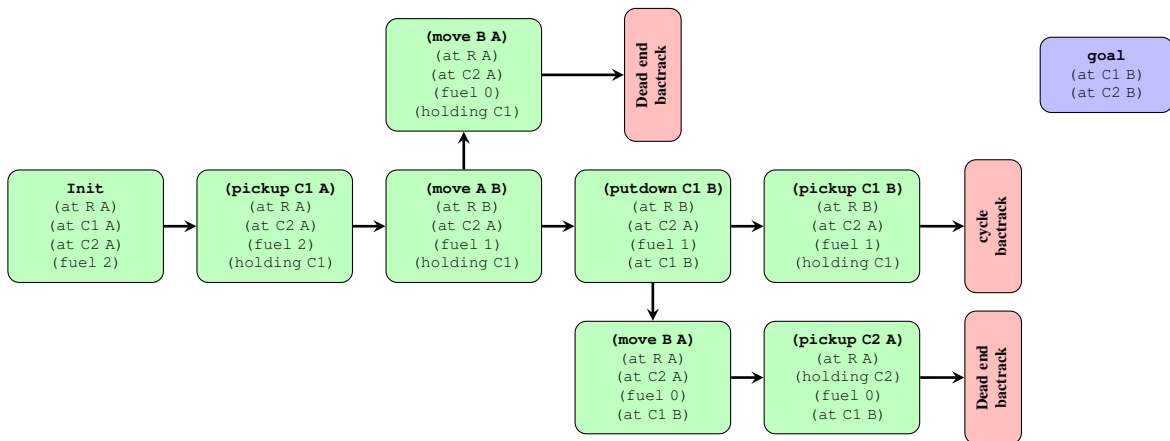 (move B A)
(at R A)
(at C2 A)
(fuel 0)
(holding C1)
Dead end
bactrack
goal
(at C1 B)
(at C2 B)
Init
(at R A)
(at C1 A)
(at C2 A)
(fuel 2)
(pickup C1 A)
(at R A)
(at C2 A)
(fuel 2)
(holding C1)
(move A B)
(at R B)
(at C2 A)
(fuel 1)
(holding C1)
(putdown C1 B)
(at R B)
(at C2 A)
(fuel 1)
(at C1 B)
(pickup C1 B)
(at R B)
(at C2 A)
(fuel 1)
(holding C1)
cycle
bactrack
(move B A)
(at R A)
(at C2 A)
(fuel 0)
(at C1 B)
(pickup C2 A)
(at R A)
(holding C2)
(fuel 0)
(at C1 B)
Dead end
bactrack